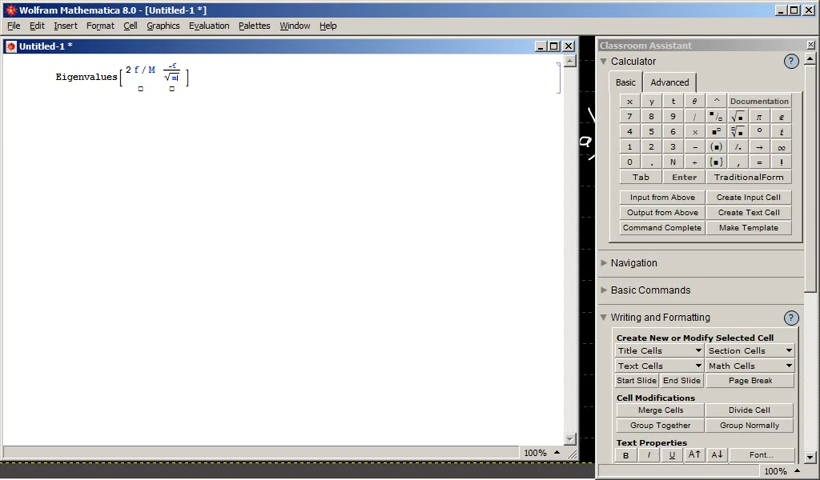 Wolfram Mathematica 8.0 - [Untitled-1 *]
File Edit Insert Format Cell Graphics Evaluation Palettes Window Help
Untitled-1 *
Eigenvalues[ 2 f / M -f
√m ]
100%
Classroom Assistant
Calculator ?
Basic Advanced
x y t θ ^ Documentation
7 8 9 / ▪/□ √▪ π e
4 5 6 × ▪□ √▪ ° i
1 2 3 − (▪) /. → ∞
0 . N + {▪} , = !
Tab Enter TraditionalForm
Input from Above Create Input Cell
Output from Above Create Text Cell
Command Complete Make Template
Navigation
Basic Commands
Writing and Formatting ?
Create New or Modify Selected Cell
Title Cells Section Cells
Text Cells Math Cells
Start Slide End Slide Page Break
Cell Modifications
Merge Cells Divide Cell
Group Together Group Normally
Text Properties
B I U A↑ A↓ Font...
100%